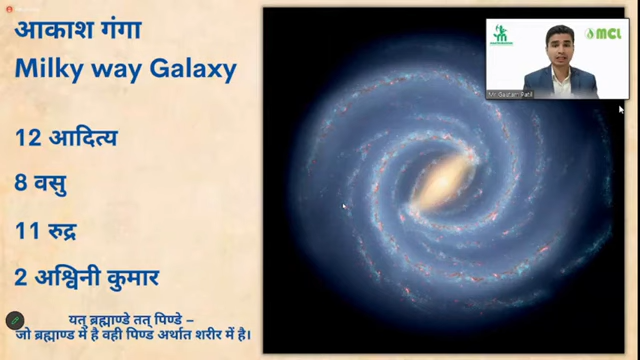 आकाश गंगा
Milky way Galaxy
12 आदित्य
8 वसु
11 रुद्र
2 अश्विनी कुमार
यत् ब्रह्माण्डे तत् पिण्डे –
जो ब्रह्माण्ड में है वही पिण्ड अर्थात शरीर में है।
MCL
Patil